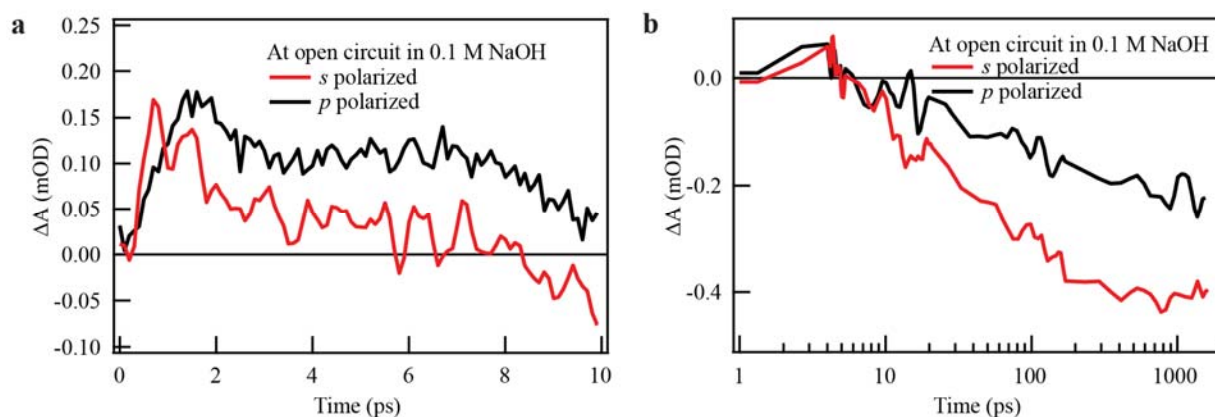 a
0.25
0.20
0.15
0.10
0.05
0.00
-0.05
-0.10
ΔA (mOD)
At open circuit in 0.1 M NaOH
s polarized
p polarized
0
2
4
6
8
10
Time (ps)
b
0.0
-0.2
-0.4
ΔA (mOD)
At open circuit in 0.1 M NaOH
s polarized
p polarized
1
10
100
1000
Time (ps)